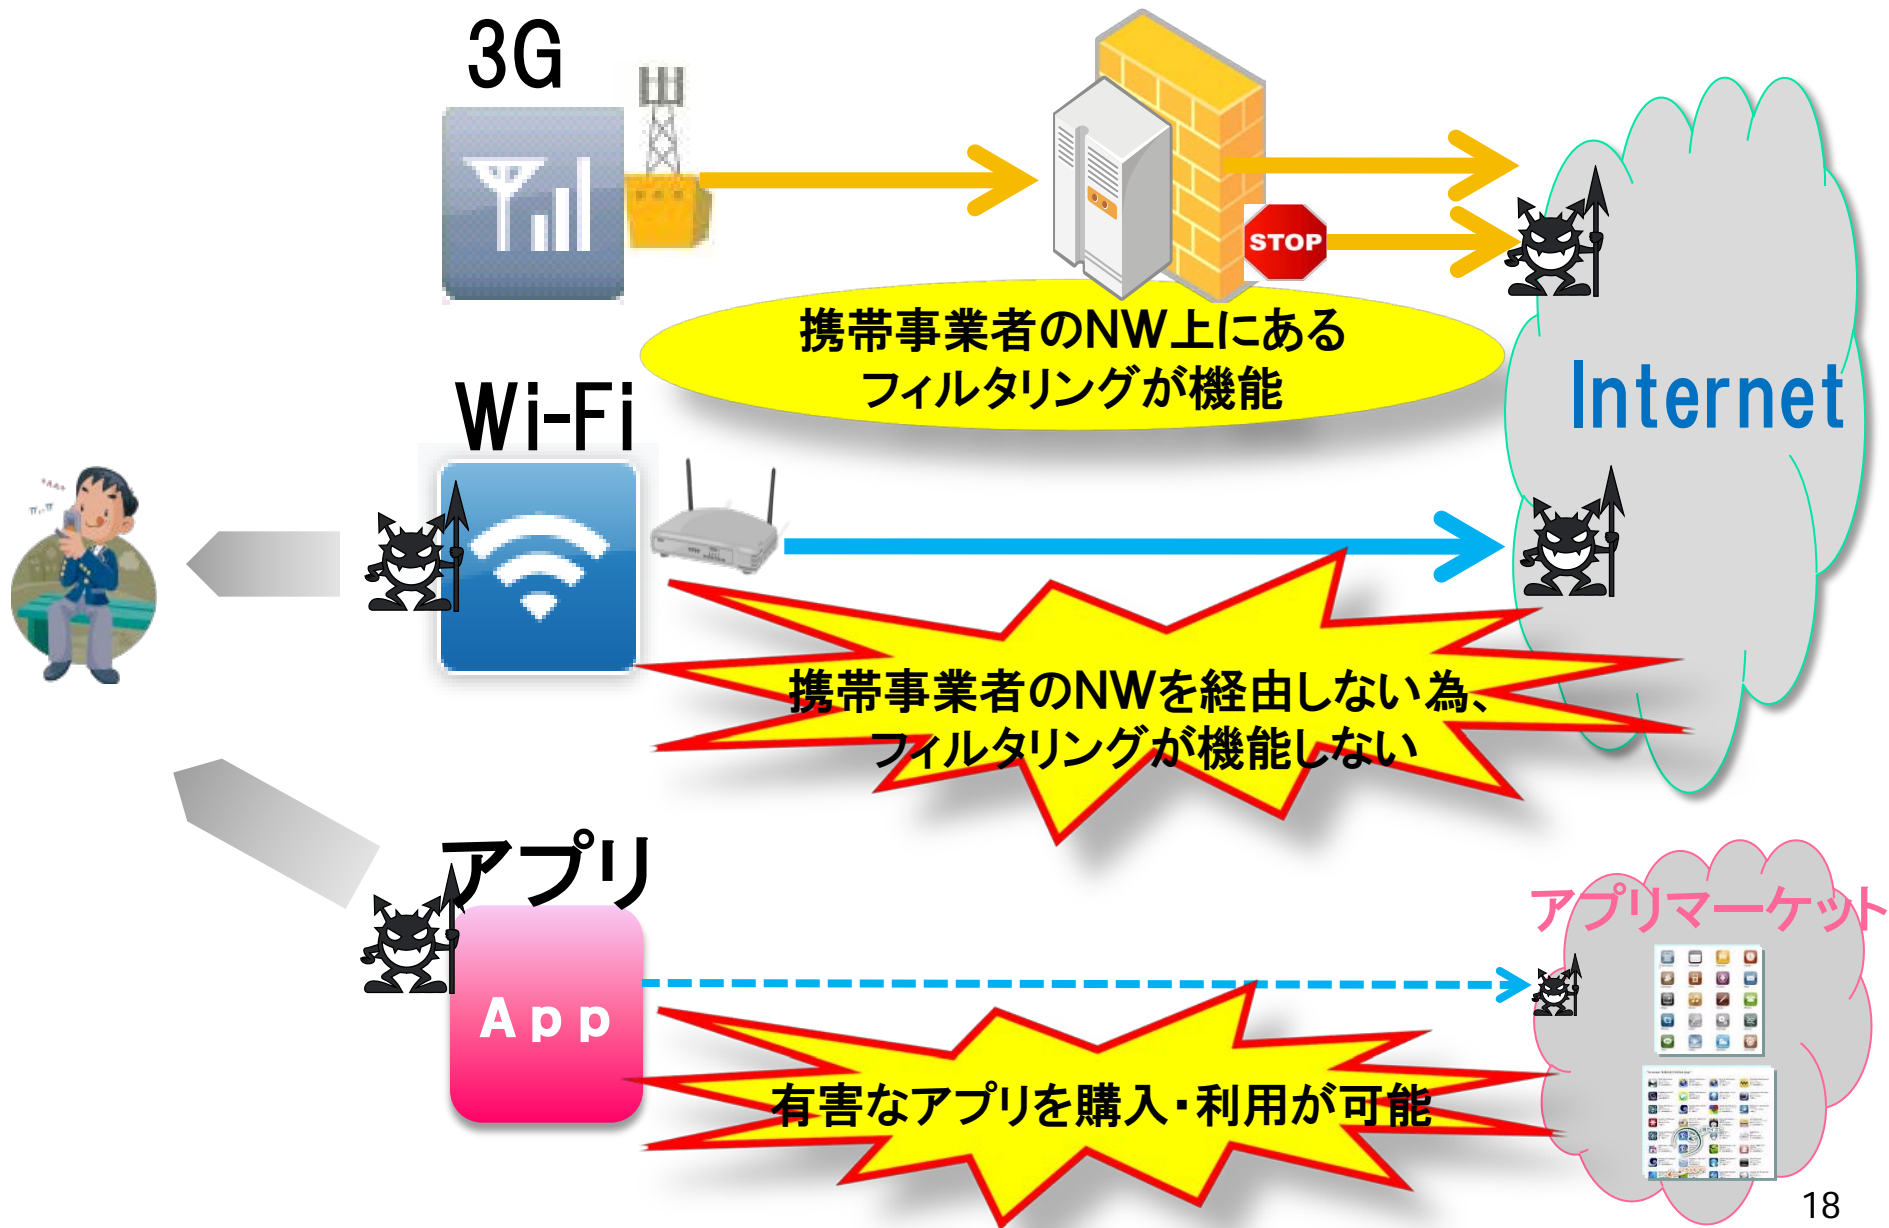 3G
STOP
携帯事業者のNW上にある
フィルタリングが機能
Internet
Wi-Fi
携帯事業者のNWを経由しない為、
フィルタリングが機能しない
アプリ
App
アプリマーケット
有害なアプリを購入・利用が可能
18